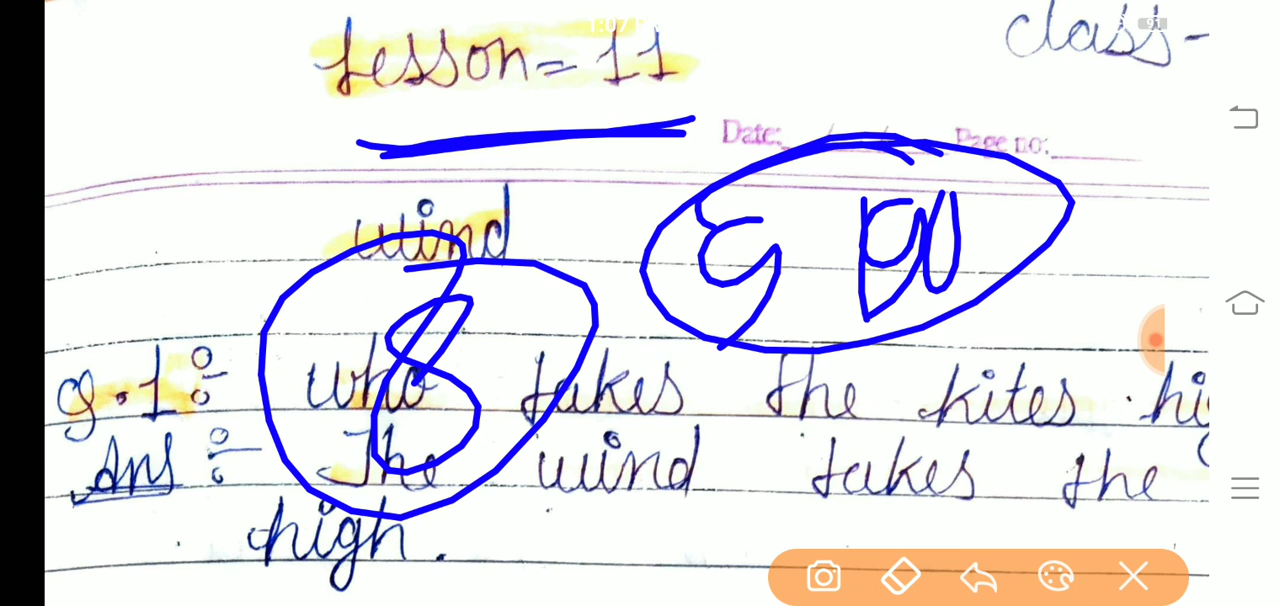 Lesson = 11
class-
Date: / / Page no:
wind
8
Q.1:- who takes the kites hi
Ans:- The wind takes the
high.